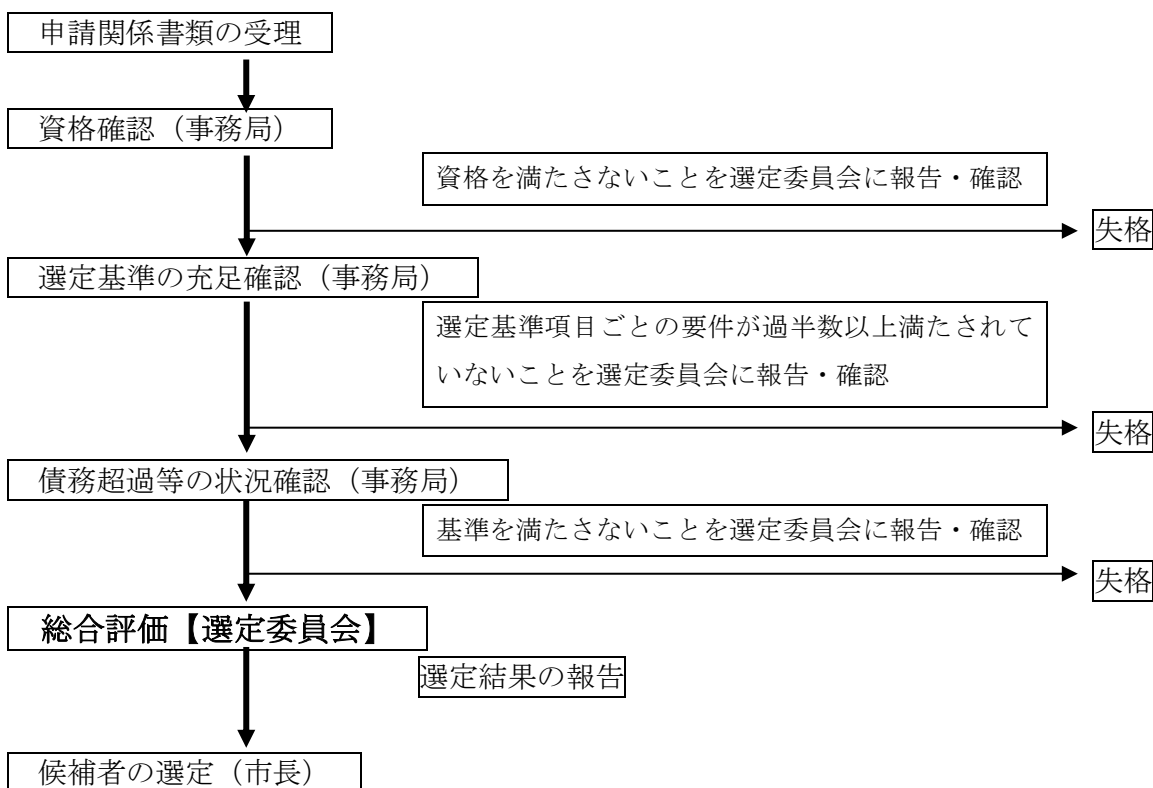 申請関係書類の受理
資格確認（事務局）
資格を満たさないことを選定委員会に報告・確認
失格
選定基準の充足確認（事務局）
選定基準項目ごとの要件が過半数以上満たされて
いないことを選定委員会に報告・確認
失格
債務超過等の状況確認（事務局）
基準を満たさないことを選定委員会に報告・確認
失格
総合評価【選定委員会】
選定結果の報告
候補者の選定（市長）